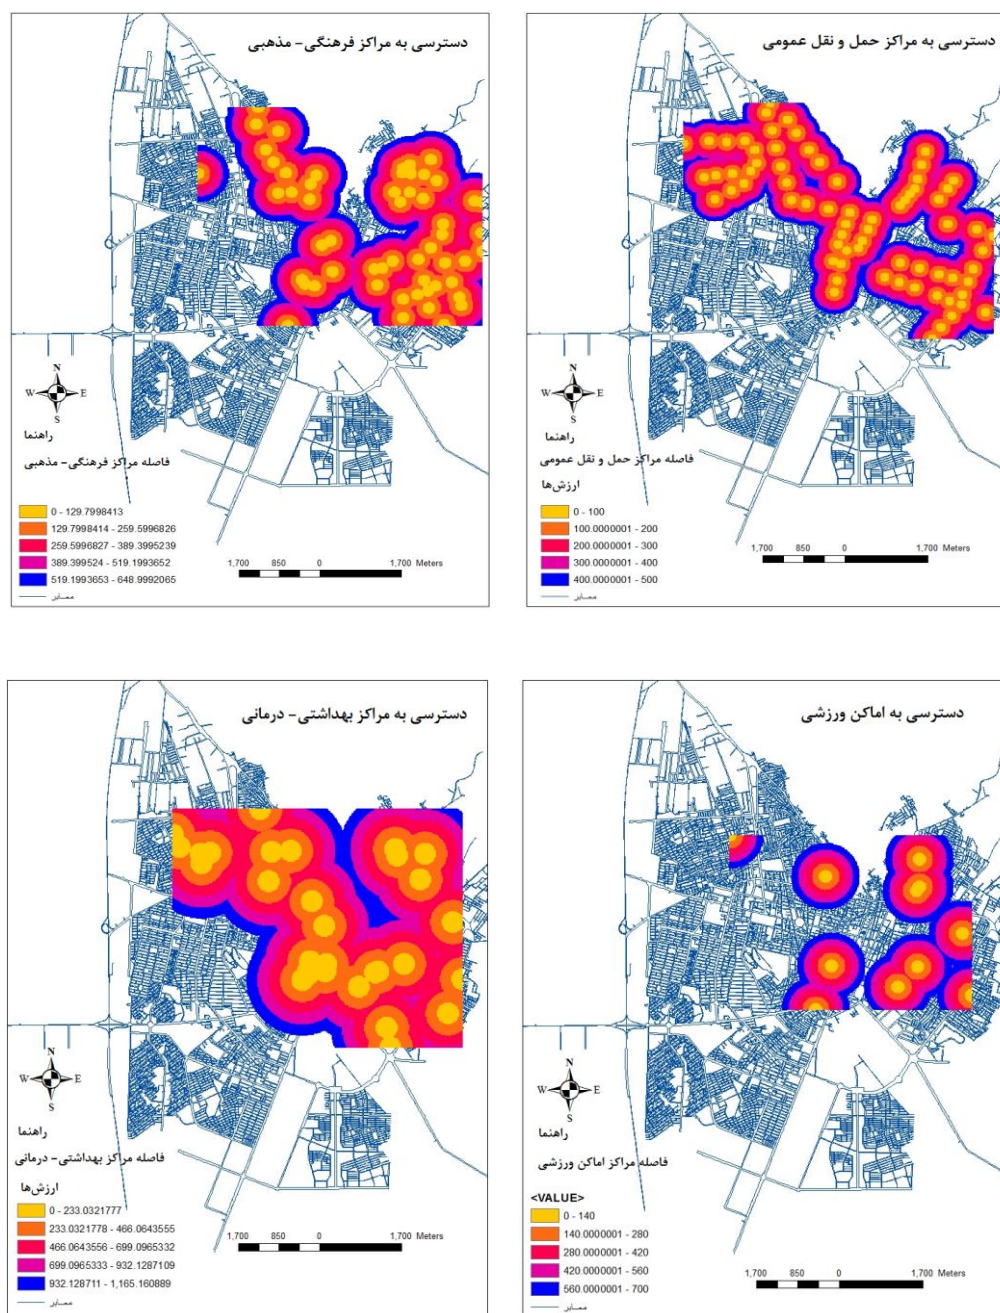 دسترسی به مراکز فرهنگی- مذهبی
N
W E
S
راهنما
فاصله مراکز فرهنگی- مذهبی
0 - 129.7998413
129.7998414 - 259.5996826
259.5996827 - 389.3995239
389.399524 - 519.1993652
519.1993653 - 648.9992065
معابر
1,700 850 0 1,700 Meters
دسترسی به مراکز حمل و نقل عمومی
N
W E
S
راهنما
فاصله مراکز حمل و نقل عمومی
ارزش‌ها
0 - 100
100.0000001 - 200
200.0000001 - 300
300.0000001 - 400
400.0000001 - 500
معابر
1,700 850 0 1,700 Meters
دسترسی به مراکز بهداشتی- درمانی
N
W E
S
راهنما
فاصله مراکز بهداشتی- درمانی
ارزش‌ها
0 - 233.0321777
233.0321778 - 466.0643555
466.0643556 - 699.0965332
699.0965333 - 932.1287109
932.128711 - 1,165.160889
معابر
1,700 850 0 1,700 Meters
دسترسی به اماکن ورزشی
N
W E
S
راهنما
فاصله مراکز اماکن ورزشی
<VALUE>
0 - 140
140.0000001 - 280
280.0000001 - 420
420.0000001 - 560
560.0000001 - 700
معابر
1,700 850 0 1,700 Meters